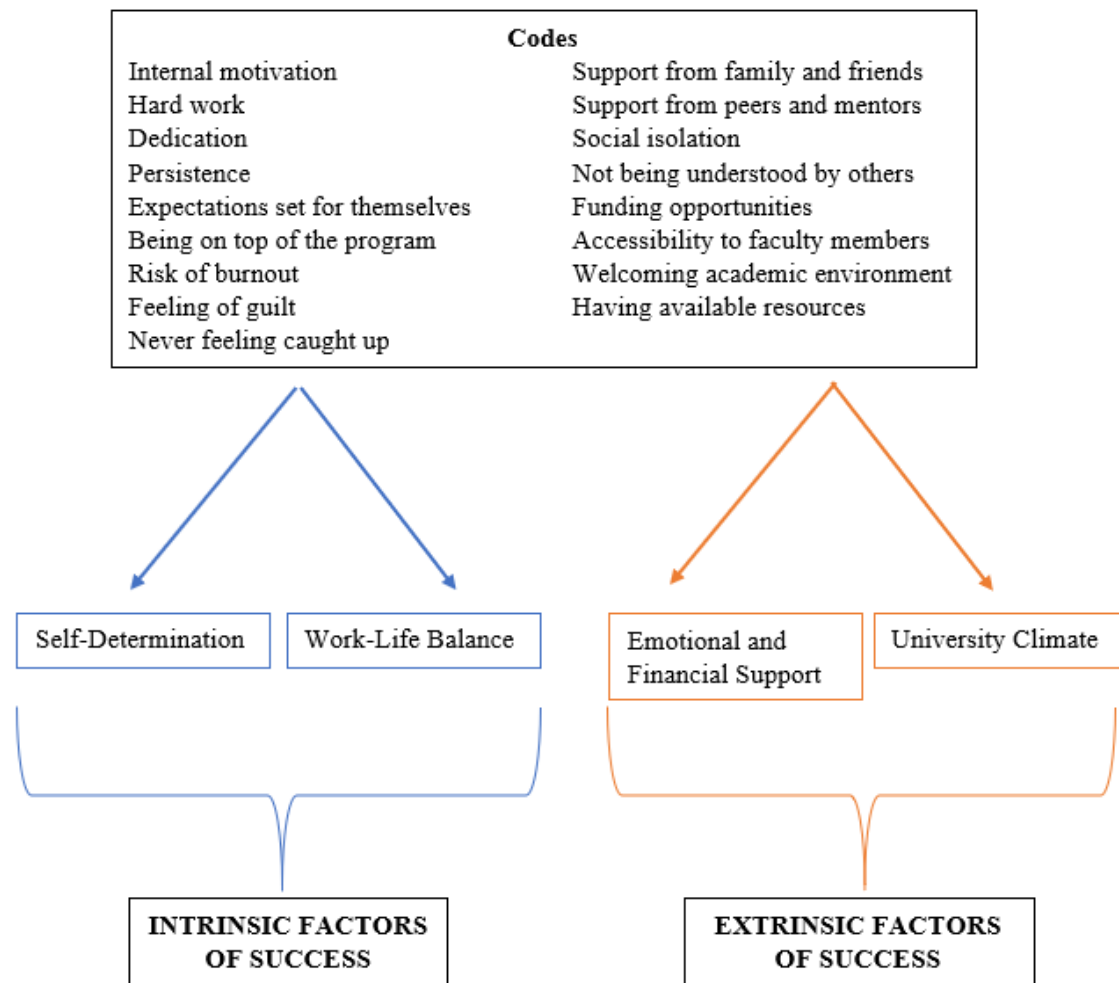 Codes
Internal motivation
Hard work
Dedication
Persistence
Expectations set for themselves
Being on top of the program
Risk of burnout
Feeling of guilt
Never feeling caught up
Support from family and friends
Support from peers and mentors
Social isolation
Not being understood by others
Funding opportunities
Accessibility to faculty members
Welcoming academic environment
Having available resources
Self-Determination
Work-Life Balance
Emotional and
Financial Support
University Climate
INTRINSIC FACTORS
OF SUCCESS
EXTRINSIC FACTORS
OF SUCCESS